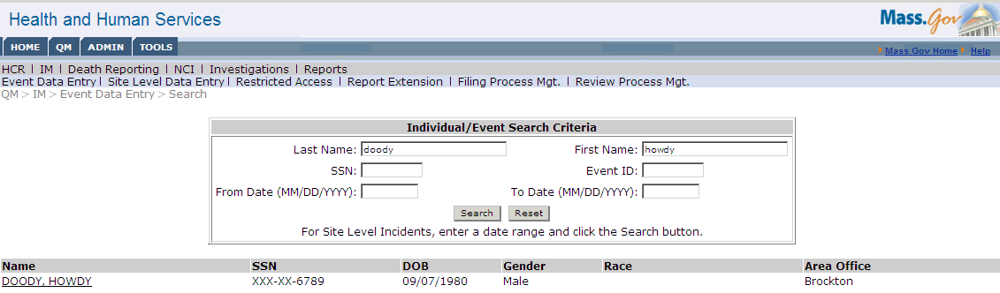 Health and Human Services
Mass.Gov
HOME QM ADMIN TOOLS
Mass.Gov Home Help
HCR | IM | Death Reporting | NCI | Investigations | Reports
Event Data Entry | Site Level Data Entry | Restricted Access | Report Extension | Filing Process Mgt. | Review Process Mgt.
QM > IM > Event Data Entry > Search
Individual/Event Search Criteria
Last Name: doody First Name: howdy
SSN: Event ID:
From Date (MM/DD/YYYY): To Date (MM/DD/YYYY):
Search Reset
For Site Level Incidents, enter a date range and click the Search button.
Name SSN DOB Gender Race Area Office
DOODY, HOWDY XXX-XX-6789 09/07/1980 Male Brockton